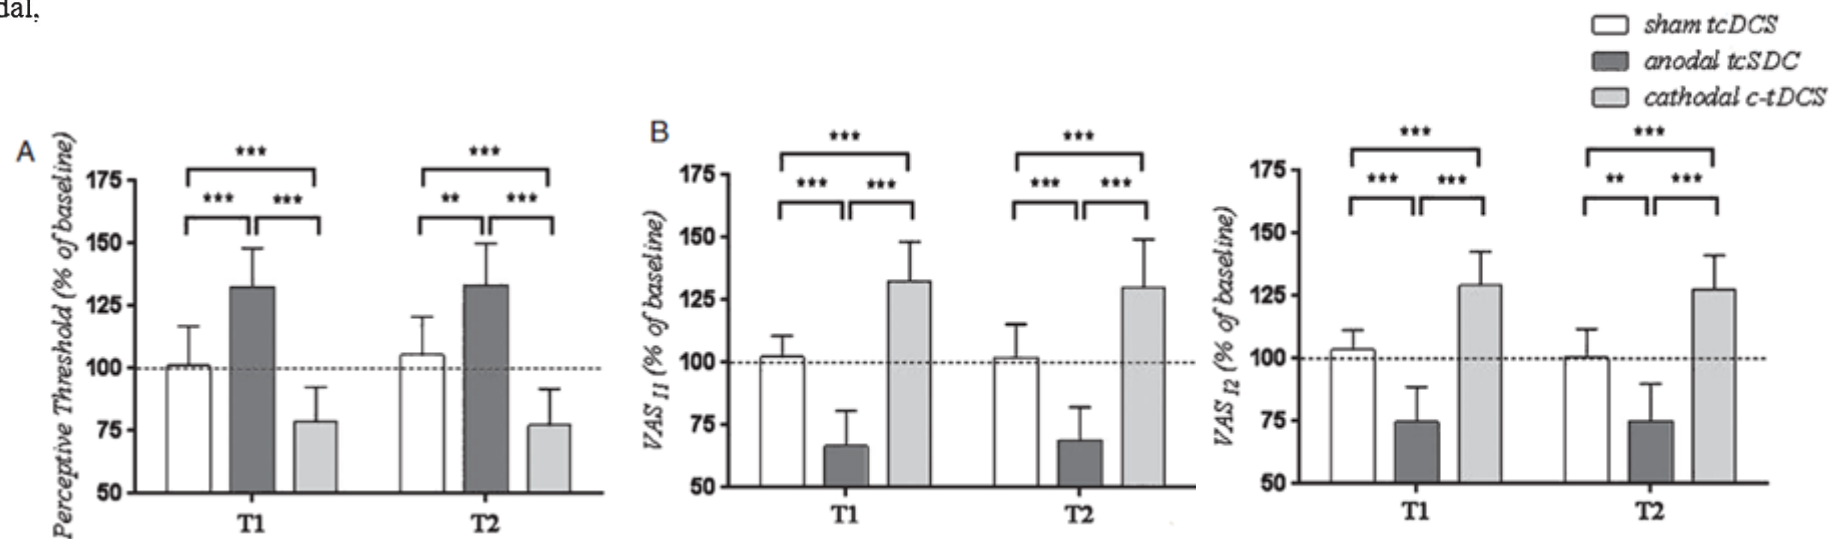 dal.
sham tcDCS
anodal tcSDC
cathodal c-tDCS
A
Perceptive Threshold (% of baseline)
175
150
125
100
75
50
*** *** ***
*** ** ***
T1 T2
B
VAS I1 (% of baseline)
175
150
125
100
75
50
*** *** ***
*** *** ***
T1 T2
VAS I2 (% of baseline)
175
150
125
100
75
50
*** *** ***
*** ** ***
T1 T2